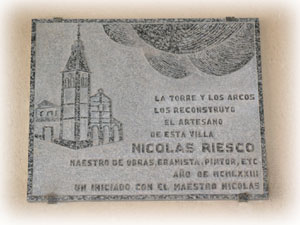 LA TORRE Y LOS ARCOS
LOS RECONSTRUYO
EL ARTESANO
DE ESTA VILLA
NICOLAS RIESCO
MAESTRO DE OBRAS, EBANISTA, PINTOR, ETC
AÑO DE MCMLXXIII
UN INICIADO CON EL MAESTRO NICOLAS